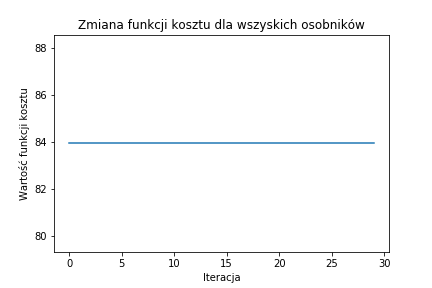 Zmiana funkcji kosztu dla wszyskich osobników
Wartość funkcji kosztu
88
86
84
82
80
0 5 10 15 20 25 30
Iteracja